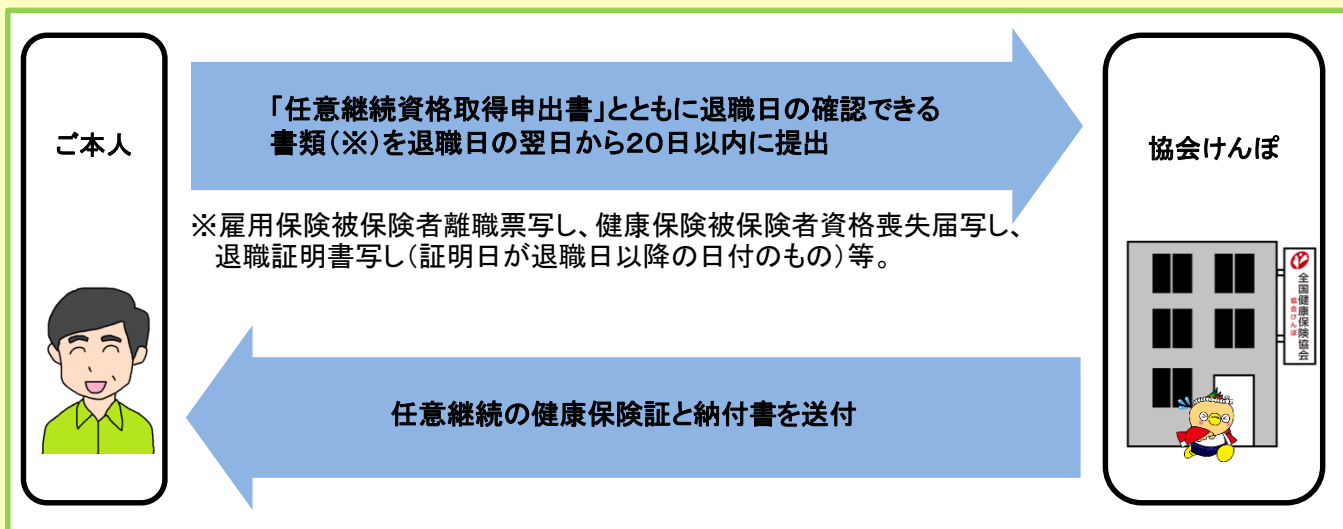 ご本人
「任意継続資格取得申出書」とともに退職日の確認できる
書類(※)を退職日の翌日から20日以内に提出
※雇用保険被保険者離職票写し、健康保険被保険者資格喪失届写し、
退職証明書写し(証明日が退職日以降の日付のもの)等。
任意継続の健康保険証と納付書を送付
協会けんぽ
全国健康保険協会
協会けんぽ